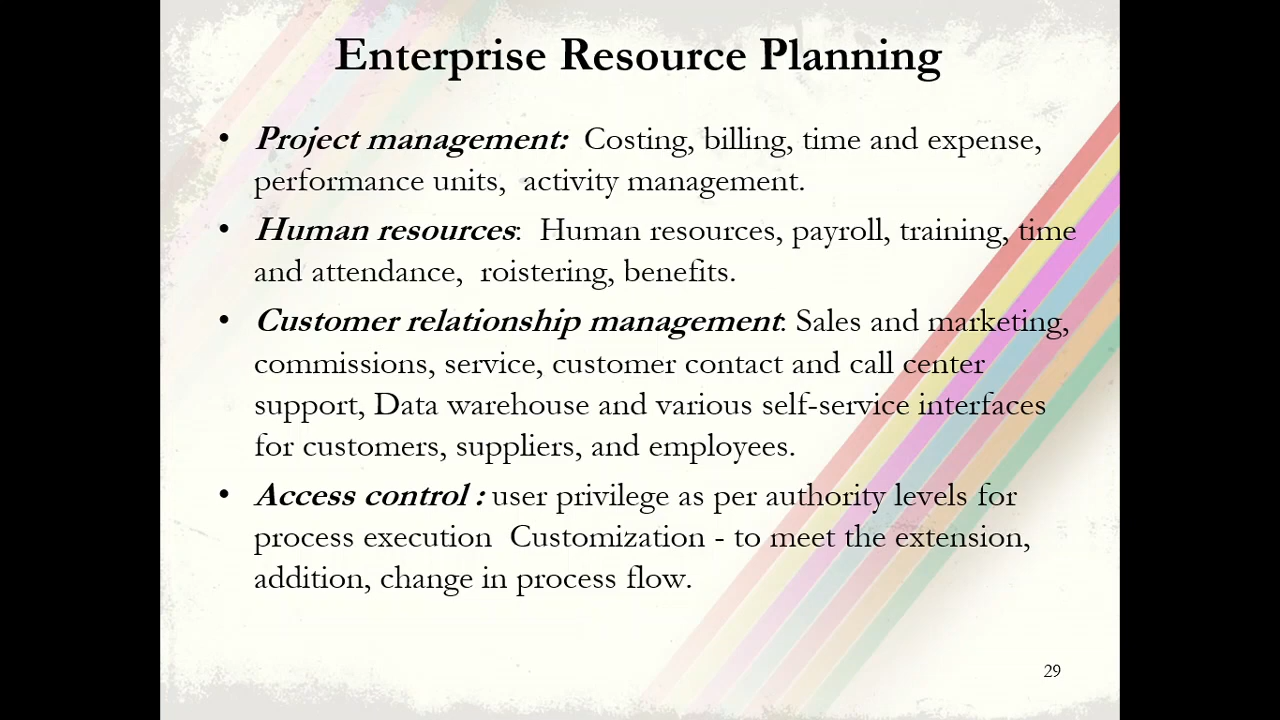 Enterprise Resource Planning
• Project management: Costing, billing, time and expense,
performance units, activity management.
• Human resources: Human resources, payroll, training, time
and attendance, roistering, benefits.
• Customer relationship management: Sales and marketing,
commissions, service, customer contact and call center
support, Data warehouse and various self-service interfaces
for customers, suppliers, and employees.
• Access control : user privilege as per authority levels for
process execution Customization - to meet the extension,
addition, change in process flow.
29